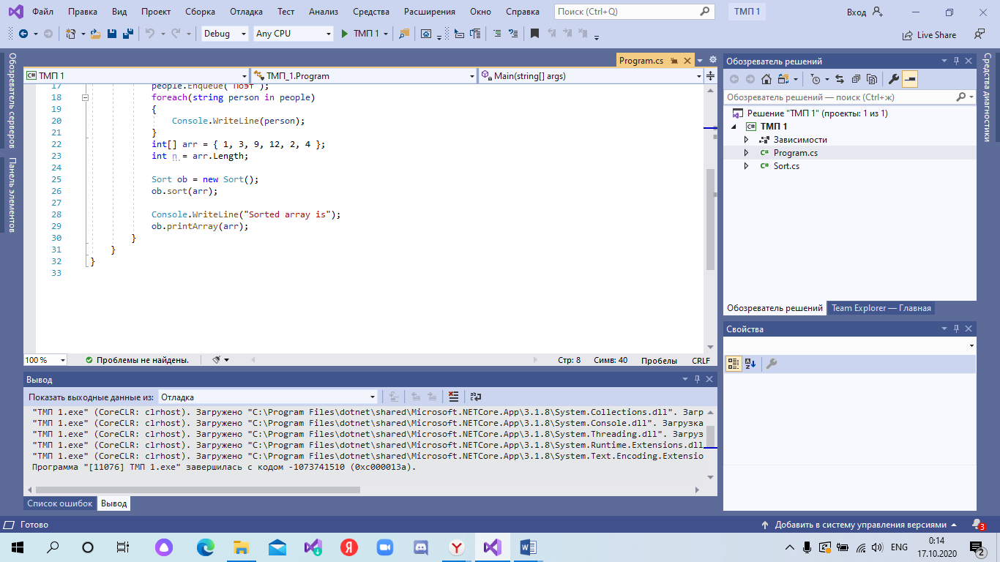 Файл Правка Вид Проект Сборка Отладка Тест Анализ Средства Расширения Окно Справка Поиск (Ctrl+Q) ТМП 1 Вход
Debug Any CPU ТМП 1 Live Share
Обозреватель серверов
Панель элементов
Program.cs
ТМП 1 ТМП_1.Program Main(string[] args)
17 people.Enqueue("Поэт");
18 foreach(string person in people)
19 {
20 Console.WriteLine(person);
21 }
22 int[] arr = { 1, 3, 9, 12, 2, 4 };
23 int n = arr.Length;
24
25 Sort ob = new Sort();
26 ob.sort(arr);
27
28 Console.WriteLine("Sorted array is");
29 ob.printArray(arr);
30 }
31 }
32 }
33
100 % Проблемы не найдены. Стр: 8 Симв: 40 Пробелы CRLF
Вывод
Показать выходные данные из: Отладка
"ТМП 1.exe" (CoreCLR: clrhost). Загружено "C:\Program Files\dotnet\shared\Microsoft.NETCore.App\3.1.8\System.Collections.dll". Загр
"ТМП 1.exe" (CoreCLR: clrhost). Загружено "C:\Program Files\dotnet\shared\Microsoft.NETCore.App\3.1.8\System.Console.dll". Загрузка
"ТМП 1.exe" (CoreCLR: clrhost). Загружено "C:\Program Files\dotnet\shared\Microsoft.NETCore.App\3.1.8\System.Threading.dll". Загруз
"ТМП 1.exe" (CoreCLR: clrhost). Загружено "C:\Program Files\dotnet\shared\Microsoft.NETCore.App\3.1.8\System.Runtime.Extensions.dll
"ТМП 1.exe" (CoreCLR: clrhost). Загружено "C:\Program Files\dotnet\shared\Microsoft.NETCore.App\3.1.8\System.Text.Encoding.Extensio
Программа "[11076] ТМП 1.exe" завершилась с кодом -1073741510 (0xc000013a).
Список ошибок Вывод
Обозреватель решений
Обозреватель решений — поиск (Ctrl+ж)
Решение "ТМП 1" (проекты: 1 из 1)
ТМП 1
Зависимости
C# Program.cs
C# Sort.cs
Обозреватель решений Team Explorer — Главная
Свойства
Средства диагностики
Готово Добавить в систему управления версиями 3
ENG 0:14
17.10.2020 2